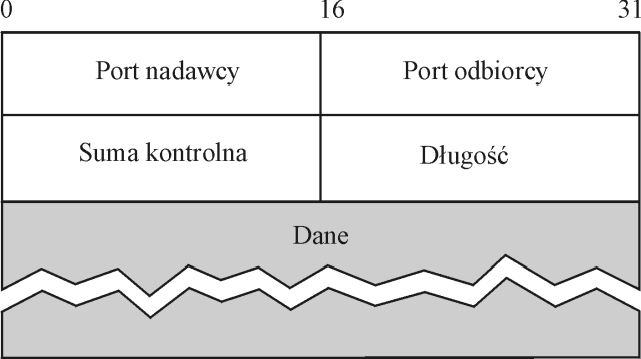 0 16 31
Port nadawcy Port odbiorcy
Suma kontrolna Długość
Dane